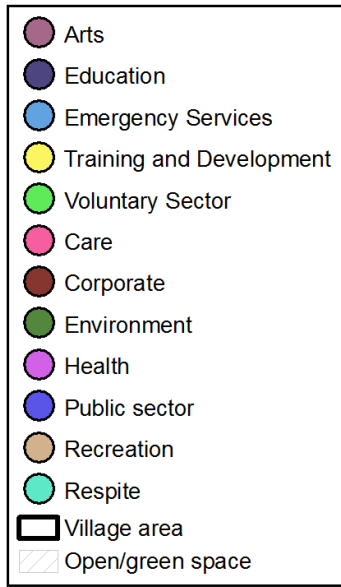 Arts
Education
Emergency Services
Training and Development
Voluntary Sector
Care
Corporate
Environment
Health
Public sector
Recreation
Respite
Village area
Open/green space